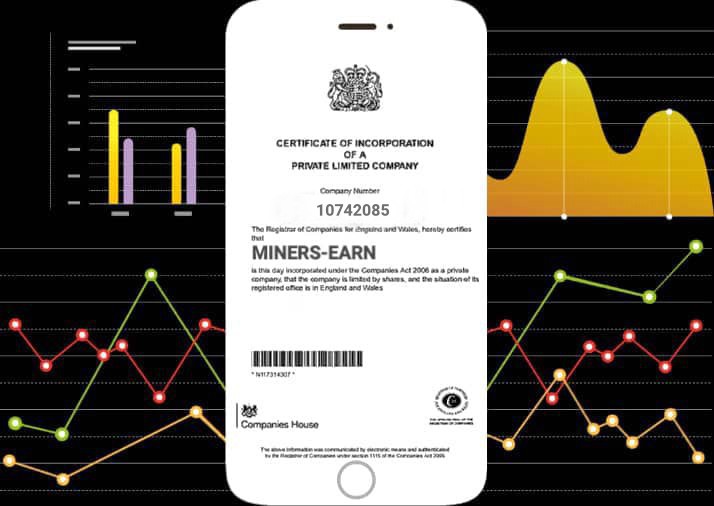 CERTIFICATE OF INCORPORATION
OF A
PRIVATE LIMITED COMPANY
Company Number
10742085
The Registrar of Companies for England and Wales, hereby certifies
that
MINERS-EARN
is this day incorporated under the Companies Act 2006 as a private
company, that the company is limited by shares, and the situation of its
registered office is in England and Wales
* N117314307 *
Companies House
The above information was communicated by electronic means and authenticated
by the Registrar of Companies under section 1115 of the Companies Act 2006